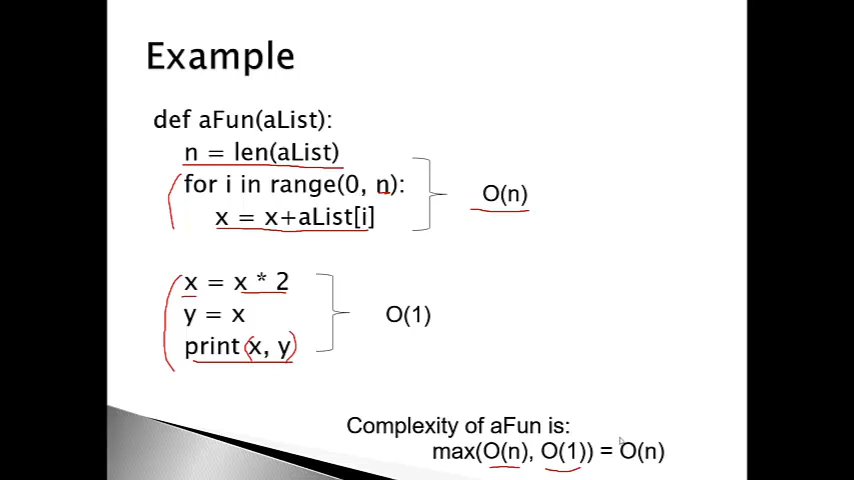 Example
def aFun(aList):
n = len(aList)
for i in range(0, n):
x = x+aList[i]
O(n)
x = x * 2
y = x
print x, y
O(1)
Complexity of aFun is:
max(O(n), O(1)) = O(n)